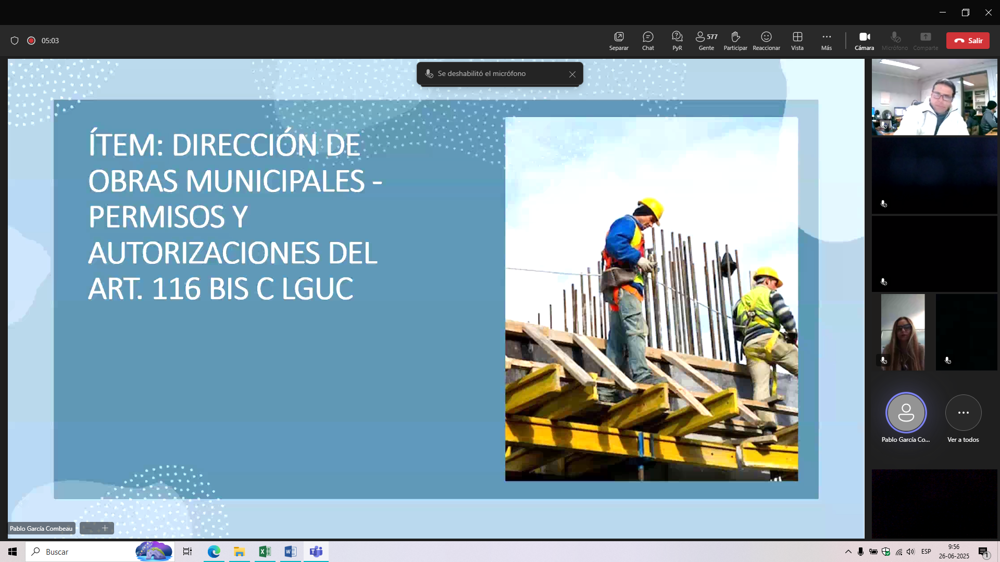 05:03
Separar
Chat
PyR
577
Gente
Participar
Reaccionar
Vista
Más
Cámara
Micrófono
Comparte
Salir
Se deshabilitó el micrófono
ÍTEM: DIRECCIÓN DE
OBRAS MUNICIPALES -
PERMISOS Y
AUTORIZACIONES DEL
ART. 116 BIS C LGUC
Pablo García Co...
Ver a todos
Pablo García Combeau
Buscar
ESP
9:56
26-06-2025
1